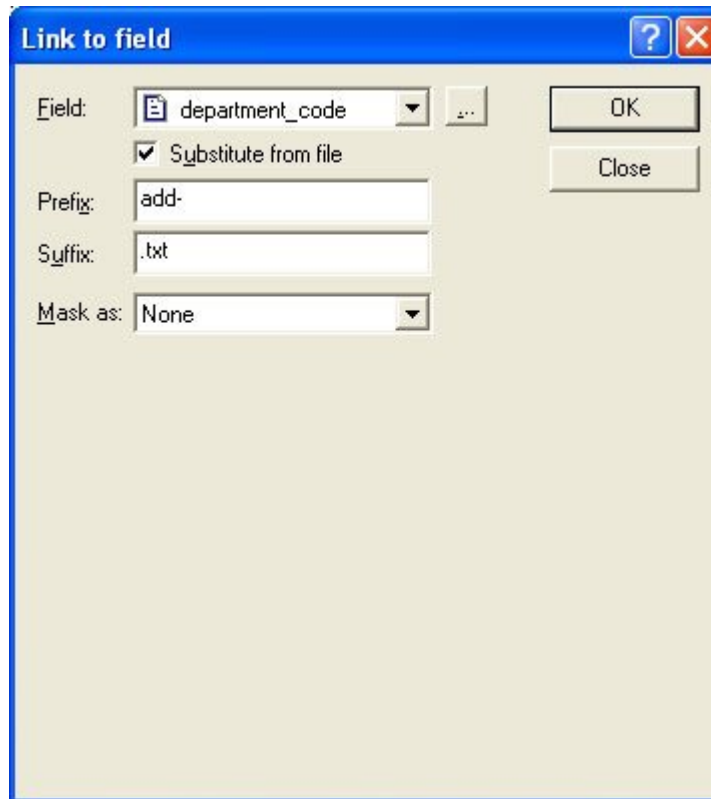 Link to field
Field: department_code ... OK
Substitute from file
Close
Prefix: add-
Suffix: .txt
Mask as: None